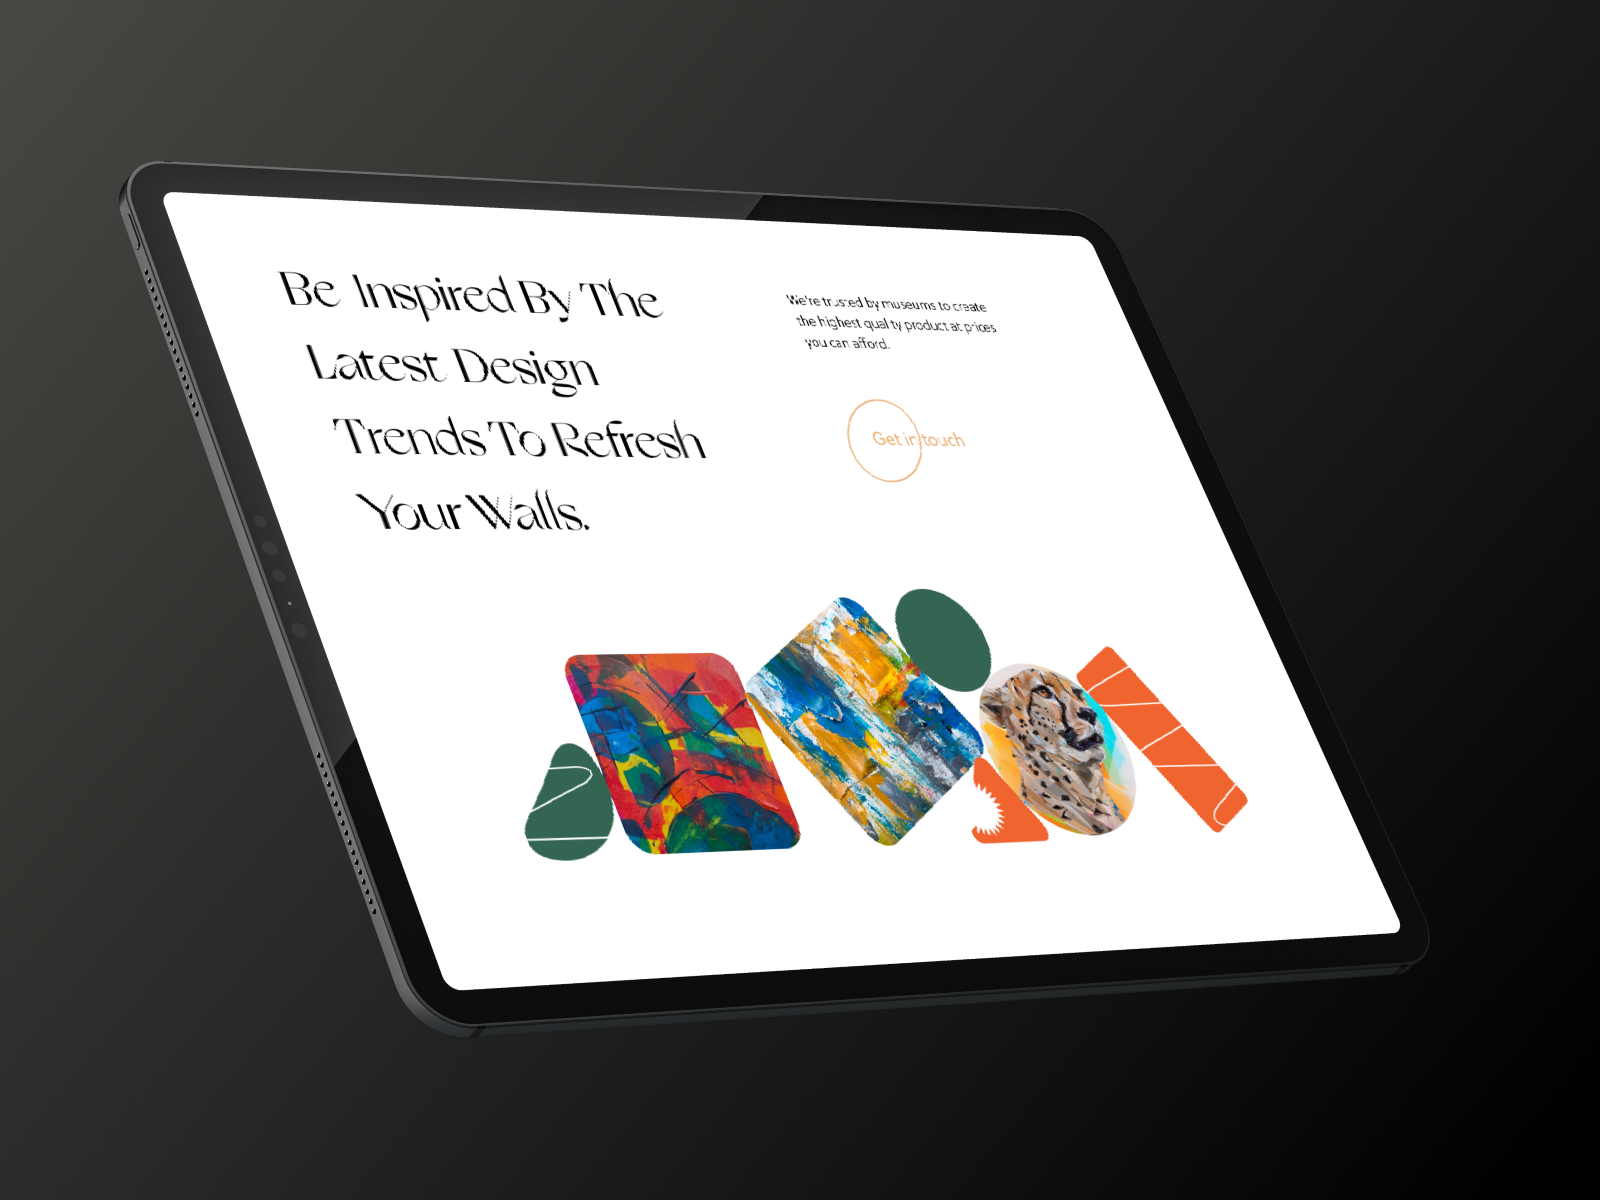 Be Inspired By The
Latest Design
Trends To Refresh
Your Walls.
We're trusted by museums to create
the highest quality product at prices
you can afford.
Get in touch